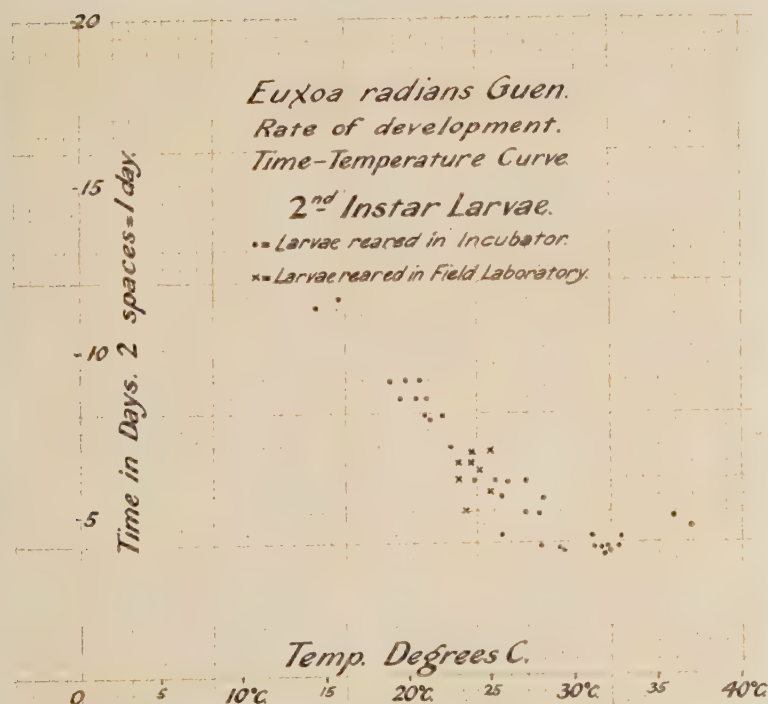 -20
Euxoa radians Guen.
Rate of development.
Time-Temperature Curve
2nd Instar Larvae.
•= Larvae reared in Incubator.
×= Larvae reared in Field Laboratory.
-15
-10
-5
Time in Days. 2 spaces=1 day.
Temp. Degrees C.
0 5 10°C. 15 20°C. 25 30°C. 35 40°C.